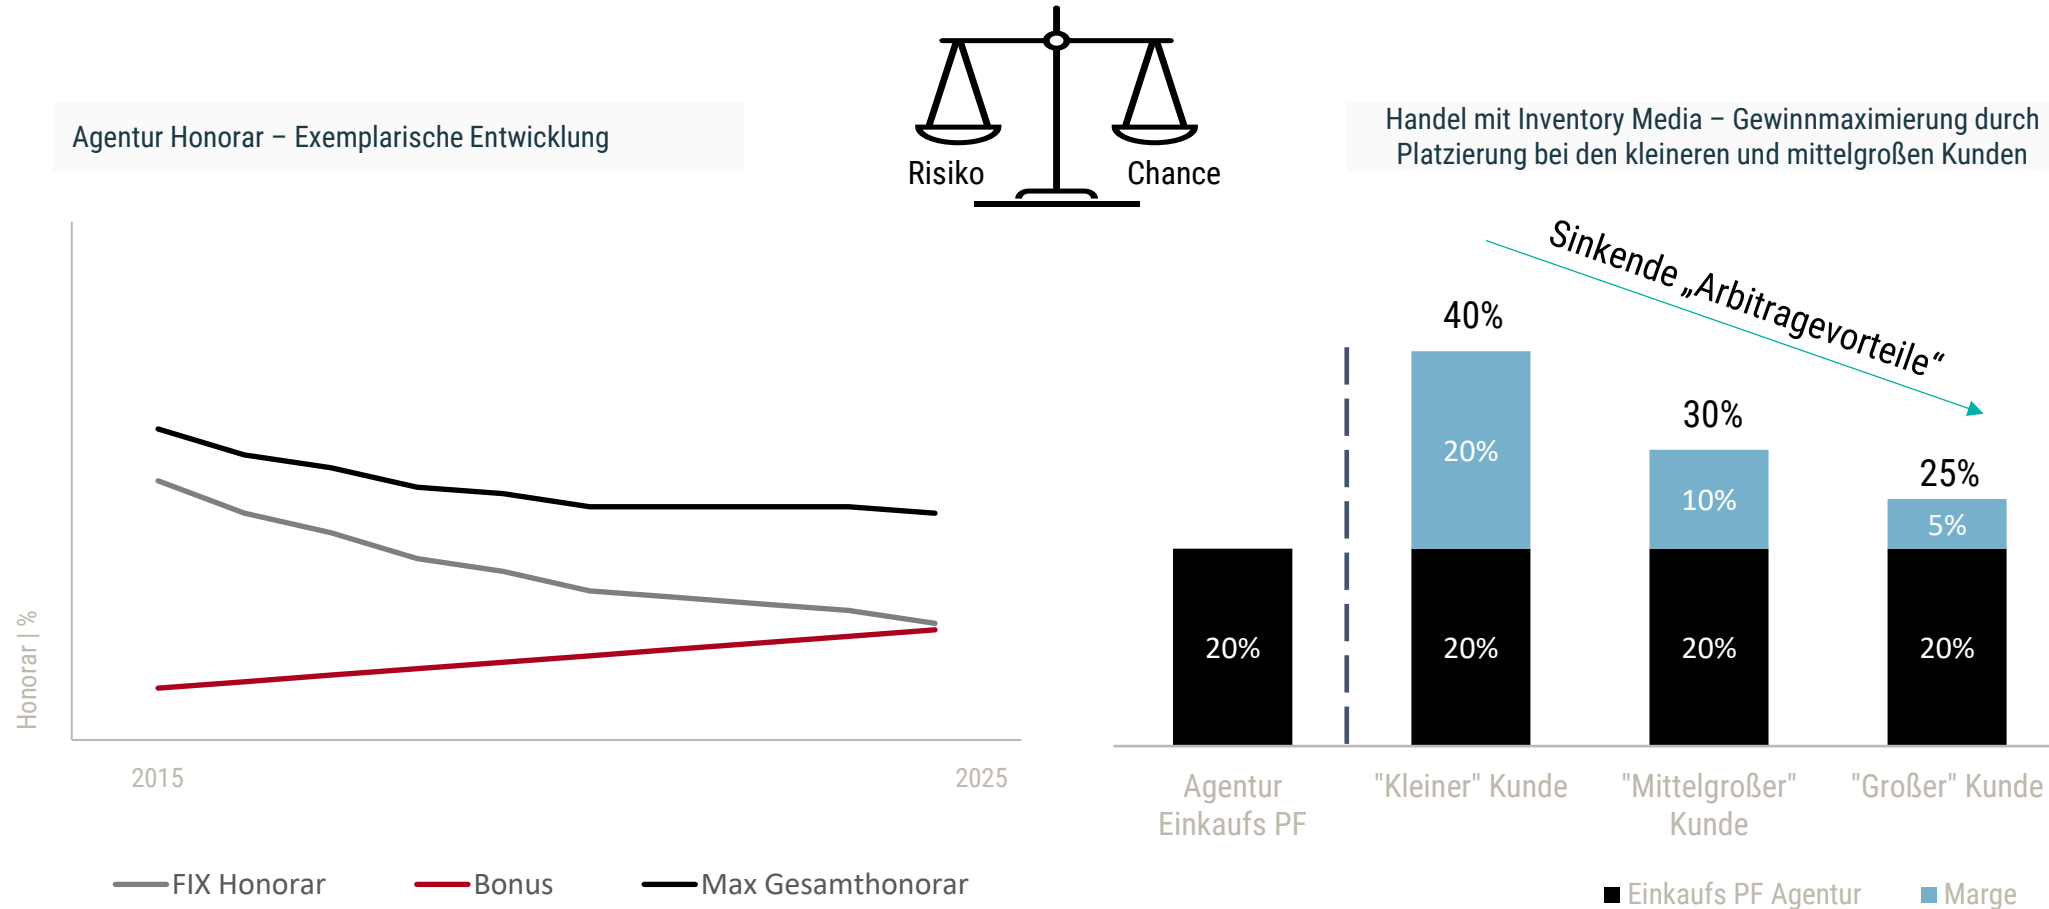 Agentur Honorar – Exemplarische Entwicklung
Risiko
Chance
Handel mit Inventory Media – Gewinnmaximierung durch
Platzierung bei den kleineren und mittelgroßen Kunden
Honorar | %
2015
2025
FIX Honorar
Bonus
Max Gesamthonorar
Sinkende „Arbitragevorteile“
40%
30%
25%
20%
10%
5%
20%
20%
20%
20%
Agentur
Einkaufs PF
"Kleiner" Kunde
"Mittelgroßer"
Kunde
"Großer" Kunde
Einkaufs PF Agentur
Marge